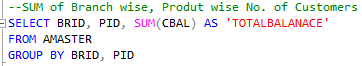 --SUM of Branch wise, Produt wise No. of Customers
SELECT BRID, PID, SUM(CBAL) AS 'TOTALBALANACE'
FROM AMASTER
GROUP BY BRID, PID